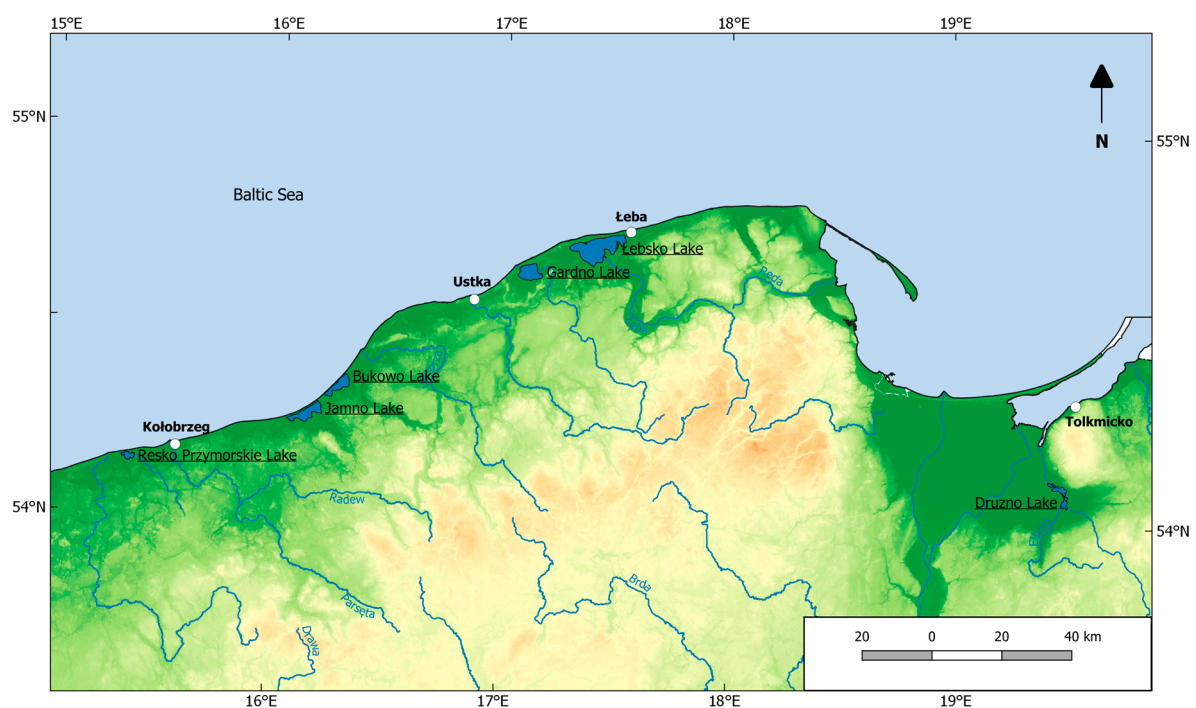 15°E 16°E 17°E 18°E 19°E
55°N
55°N
N
Baltic Sea
Łeba
Łebsko Lake
Gardno Lake
Reda
Ustka
Bukowo Lake
Jamno Lake
Kołobrzeg
Tolkmicko
Resko Przymorskie Lake
Radew
Druzno Lake
54°N
54°N
Brda
Parsęta
Drawa
20 0 20 40 km
16°E 17°E 18°E 19°E